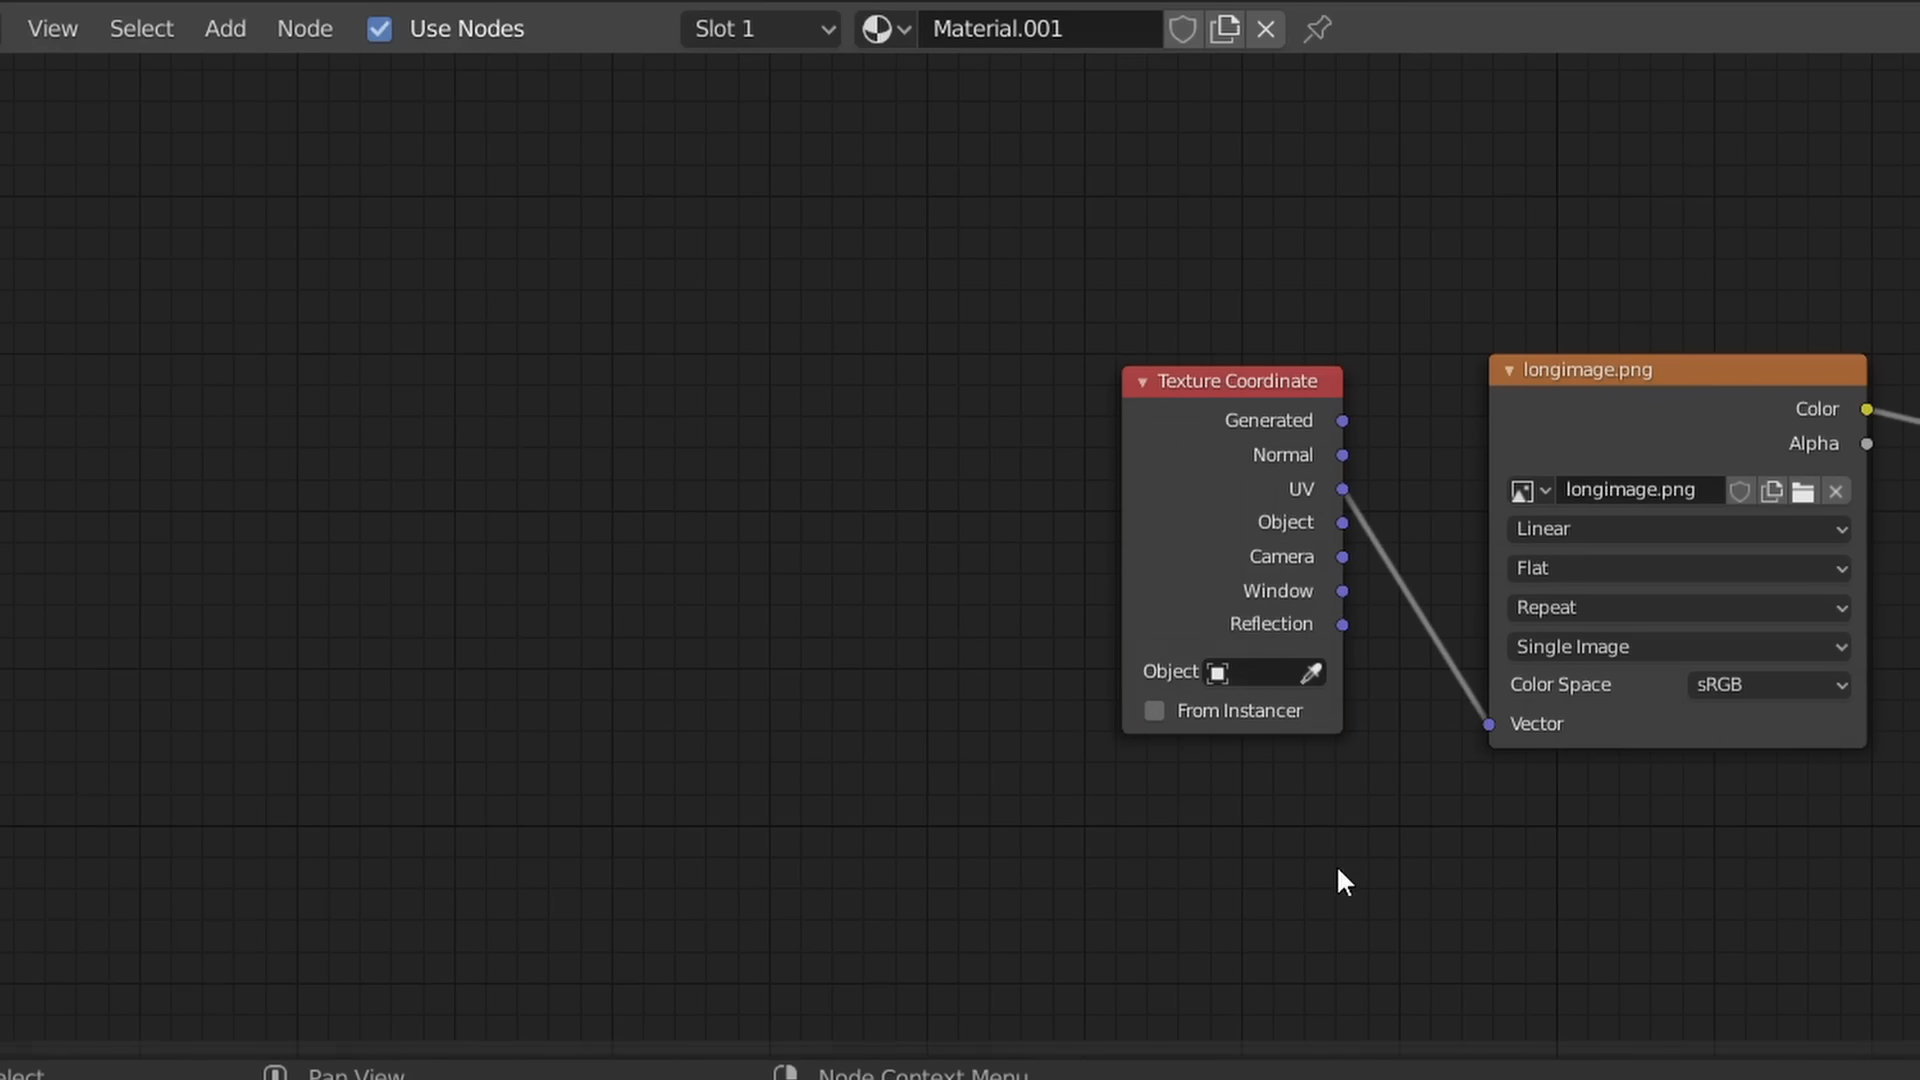 View Select Add Node Use Nodes Slot 1 Material.001
Texture Coordinate
Generated
Normal
UV
Object
Camera
Window
Reflection
Object
From Instancer
longimage.png
Color
Alpha
longimage.png
Linear
Flat
Repeat
Single Image
Color Space sRGB
Vector
elect Pan View Node Context Menu